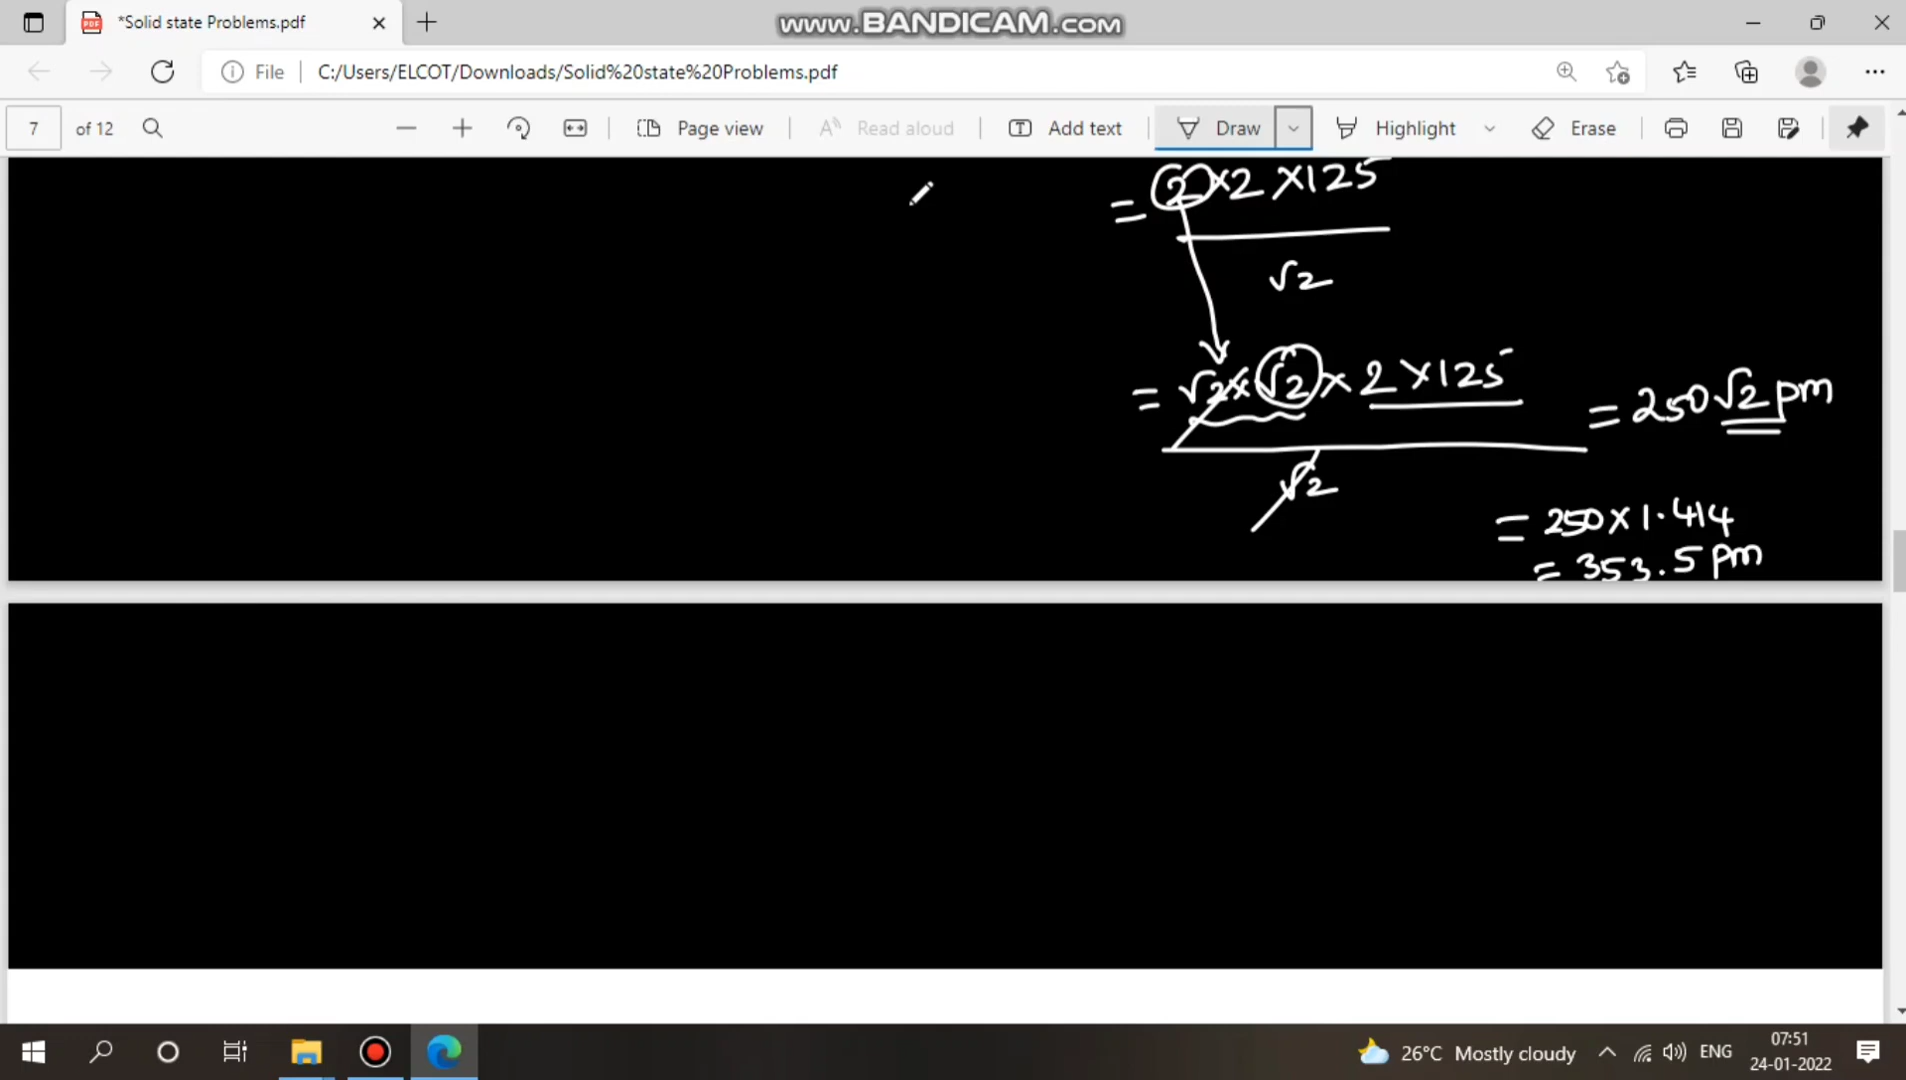 *Solid state Problems.pdf
www.BANDICAM.com
File
C:/Users/ELCOT/Downloads/Solid%20state%20Problems.pdf
7 of 12
Page view
Read aloud
Add text
Draw
Highlight
Erase
= 2 × 2 × 125
√2
= √2 × √2 × 2 × 125
√2
= 250 √2 pm
= 250 × 1.414
= 353.5 pm
26°C Mostly cloudy
ENG
07:51
24-01-2022